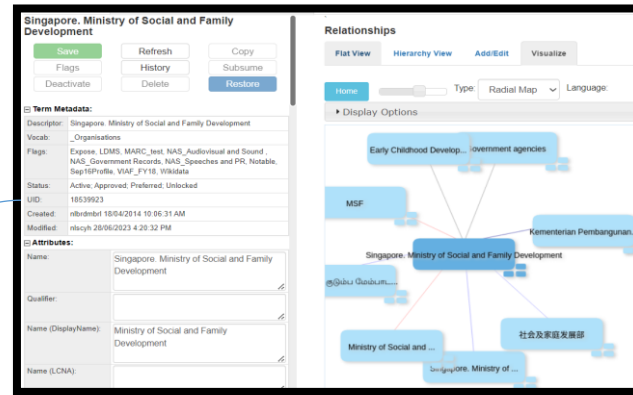 Singapore. Ministry of Social and Family
Development
Save Refresh Copy
Flags History Subsume
Deactivate Delete Restore
Term Metadata:
Descriptor: Singapore. Ministry of Social and Family Development
Vocab: _Organisations
Flags: Expose, LDMS, MARC_test, NAS_Audiovisual and Sound ,
NAS_Government Records, NAS_Speeches and PR, Notable,
Sep16Profile, VIAF_FY18, Wikidata
Status: Active; Approved; Preferred; Unlocked
UID: 18539923
Created: nlbrdmbrl 18/04/2014 10:06:31 AM
Modified: nlscyh 28/06/2023 4:20:32 PM
Attributes:
Name: Singapore. Ministry of Social and Family
Development
Qualifier:
Name (DisplayName): Ministry of Social and Family
Development
Name (LCNA):
Relationships
Flat View Hierarchy View Add/Edit Visualize
Home Type: Radial Map Language:
Display Options
Early Childhood Develop... overnment agencies
MSF
Kementerian Pembangunan.
Singapore. Ministry of Social and Family Development
社会及家庭发展部
Ministry of Social and ...
Singapore. Ministry of ...